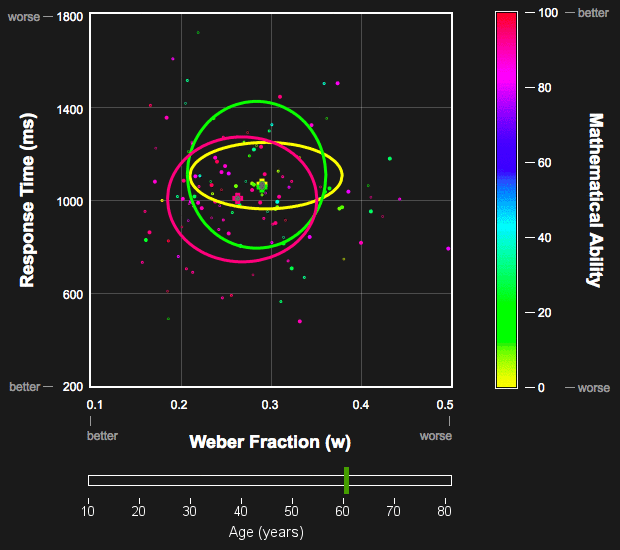 worse
1800
1400
1000
600
better
200
Response Time (ms)
0.1
0.2
0.3
0.4
0.5
better
worse
Weber Fraction (w)
100
better
80
60
40
20
0
worse
Mathematical Ability
10
20
30
40
50
60
70
80
Age (years)